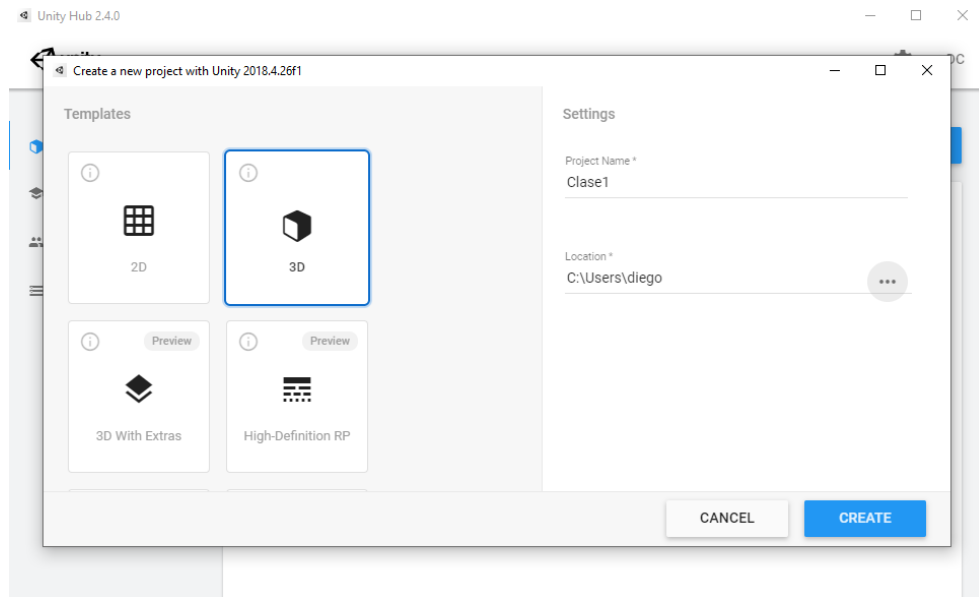 Unity Hub 2.4.0
Create a new project with Unity 2018.4.26f1
Templates
2D
3D
Preview
3D With Extras
Preview
High-Definition RP
Settings
Project Name *
Clase1
Location *
C:\Users\diego
CANCEL
CREATE